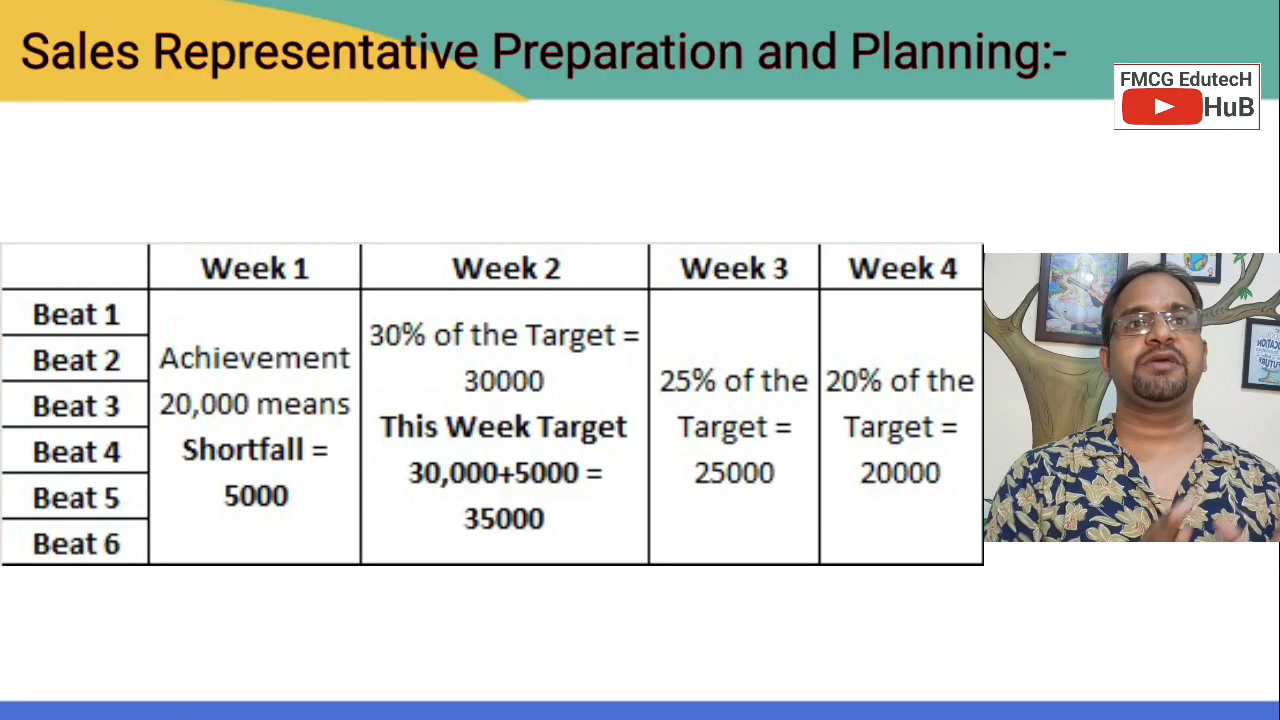 Sales Representative Preparation and Planning:-
FMCG EdutecH
HuB
Week 1
Week 2
Week 3
Week 4
Beat 1
Beat 2
Beat 3
Beat 4
Beat 5
Beat 6
Achievement
20,000 means
Shortfall =
5000
30% of the Target =
30000
This Week Target
30,000+5000 =
35000
25% of the
Target =
25000
20% of the
Target =
20000